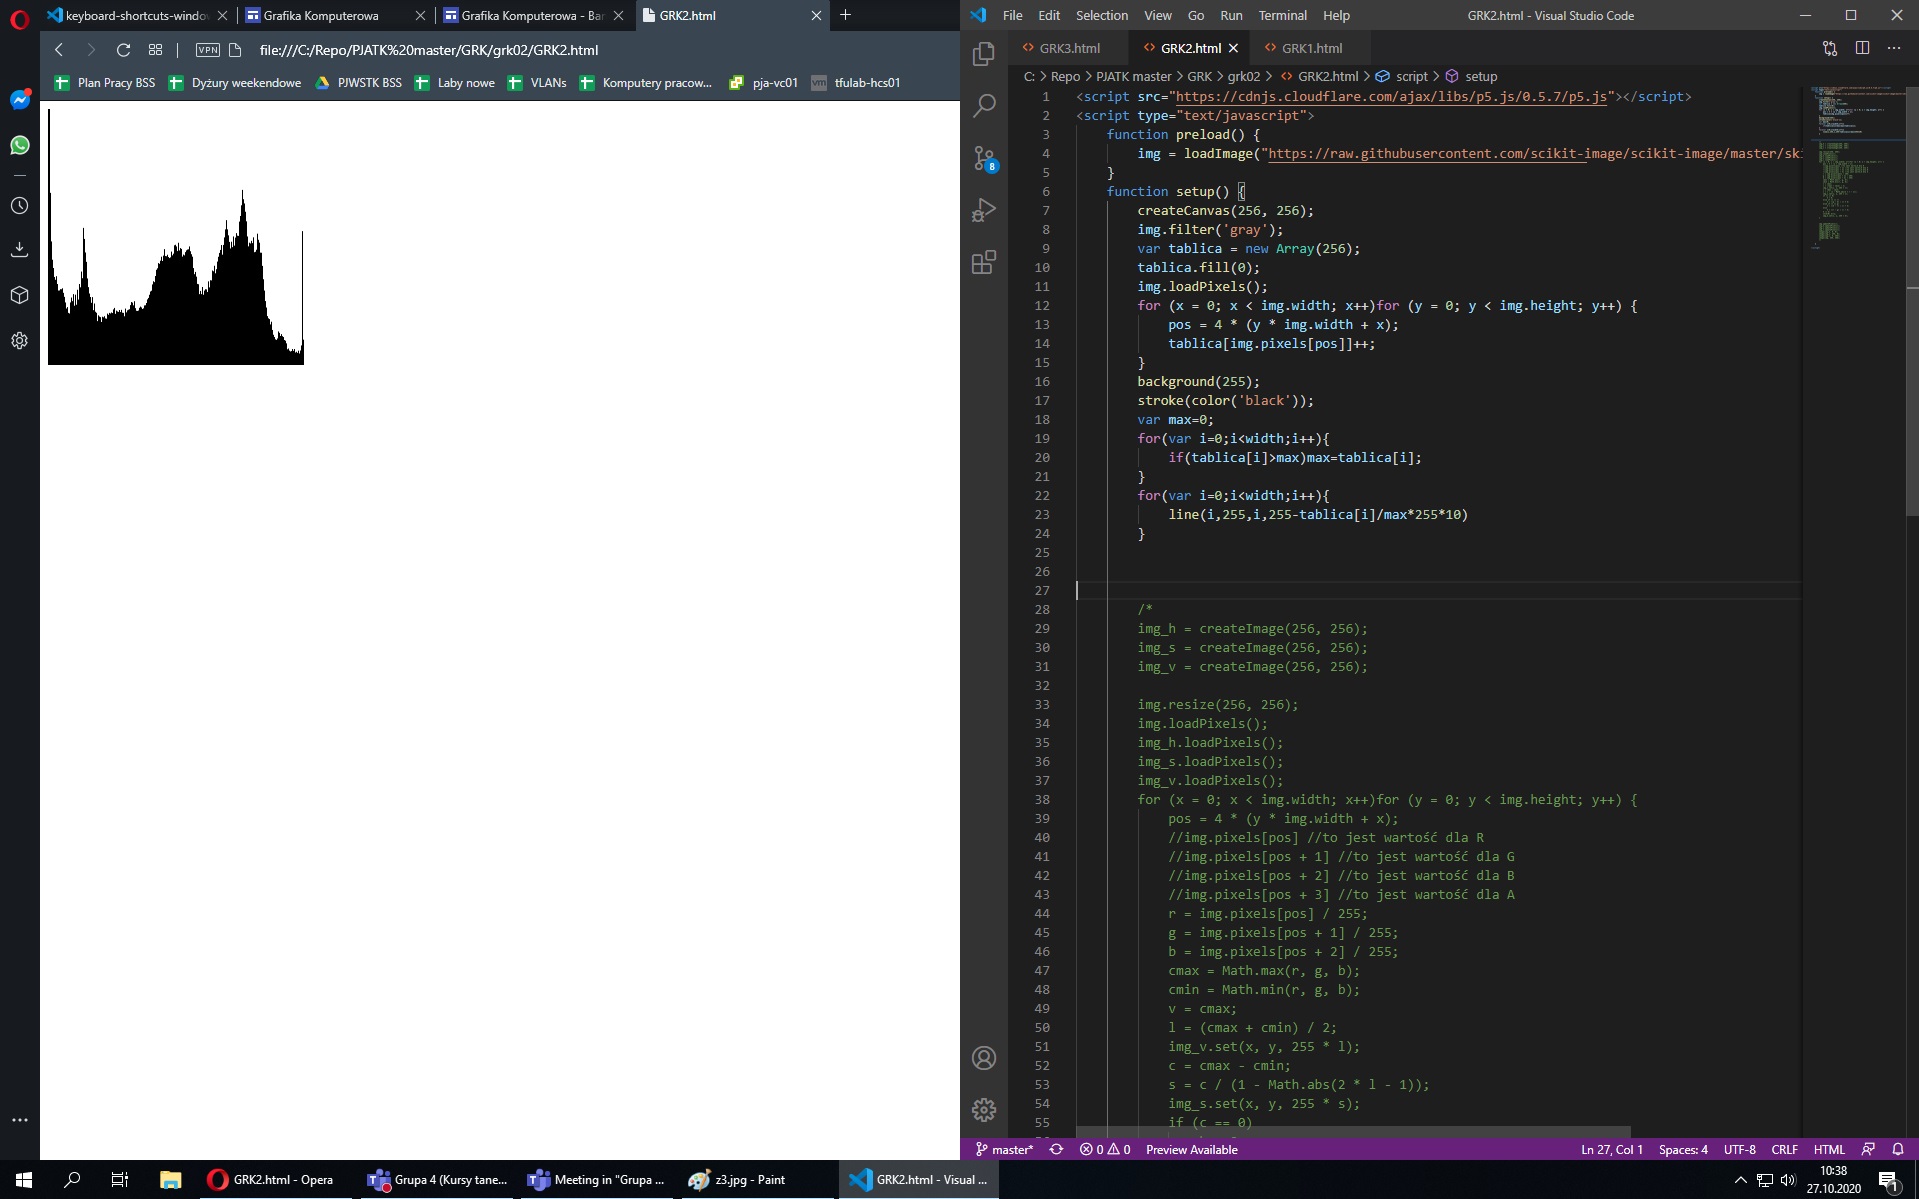 keyboard-shortcuts-windo
Grafika Komputerowa
Grafika Komputerowa - Bar
GRK2.html
VPN
file:///C:/Repo/PJATK%20master/GRK/grk02/GRK2.html
Plan Pracy BSS
Dyżury weekendowe
PJWSTK BSS
Laby nowe
VLANs
Komputery pracow...
pja-vc01
vm
tfulab-hcs01
File Edit Selection View Go Run Terminal Help
GRK2.html - Visual Studio Code
GRK3.html
GRK2.html
GRK1.html
C: > Repo > PJATK master > GRK > grk02 > GRK2.html > script > setup
8
1 <script src="https://cdnjs.cloudflare.com/ajax/libs/p5.js/0.5.7/p5.js"></script>
2 <script type="text/javascript">
3 function preload() {
4 img = loadImage("https://raw.githubusercontent.com/scikit-image/scikit-image/master/ski
5 }
6 function setup() {
7 createCanvas(256, 256);
8 img.filter('gray');
9 var tablica = new Array(256);
10 tablica.fill(0);
11 img.loadPixels();
12 for (x = 0; x < img.width; x++)for (y = 0; y < img.height; y++) {
13 pos = 4 * (y * img.width + x);
14 tablica[img.pixels[pos]]++;
15 }
16 background(255);
17 stroke(color('black'));
18 var max=0;
19 for(var i=0;i<width;i++){
20 if(tablica[i]>max)max=tablica[i];
21 }
22 for(var i=0;i<width;i++){
23 line(i,255,i,255-tablica[i]/max*255*10)
24 }
25
26
27
28 /*
29 img_h = createImage(256, 256);
30 img_s = createImage(256, 256);
31 img_v = createImage(256, 256);
32
33 img.resize(256, 256);
34 img.loadPixels();
35 img_h.loadPixels();
36 img_s.loadPixels();
37 img_v.loadPixels();
38 for (x = 0; x < img.width; x++)for (y = 0; y < img.height; y++) {
39 pos = 4 * (y * img.width + x);
40 //img.pixels[pos] //to jest wartość dla R
41 //img.pixels[pos + 1] //to jest wartość dla G
42 //img.pixels[pos + 2] //to jest wartość dla B
43 //img.pixels[pos + 3] //to jest wartość dla A
44 r = img.pixels[pos] / 255;
45 g = img.pixels[pos + 1] / 255;
46 b = img.pixels[pos + 2] / 255;
47 cmax = Math.max(r, g, b);
48 cmin = Math.min(r, g, b);
49 v = cmax;
50 l = (cmax + cmin) / 2;
51 img_v.set(x, y, 255 * l);
52 c = cmax - cmin;
53 s = c / (1 - Math.abs(2 * l - 1));
54 img_s.set(x, y, 255 * s);
55 if (c == 0)
master* 0 0 Preview Available
Ln 27, Col 1 Spaces: 4 UTF-8 CRLF HTML
GRK2.html - Opera
Grupa 4 (Kursy tane...
Meeting in "Grupa ...
z3.jpg - Paint
GRK2.html - Visual ...
10:38
27.10.2020
1